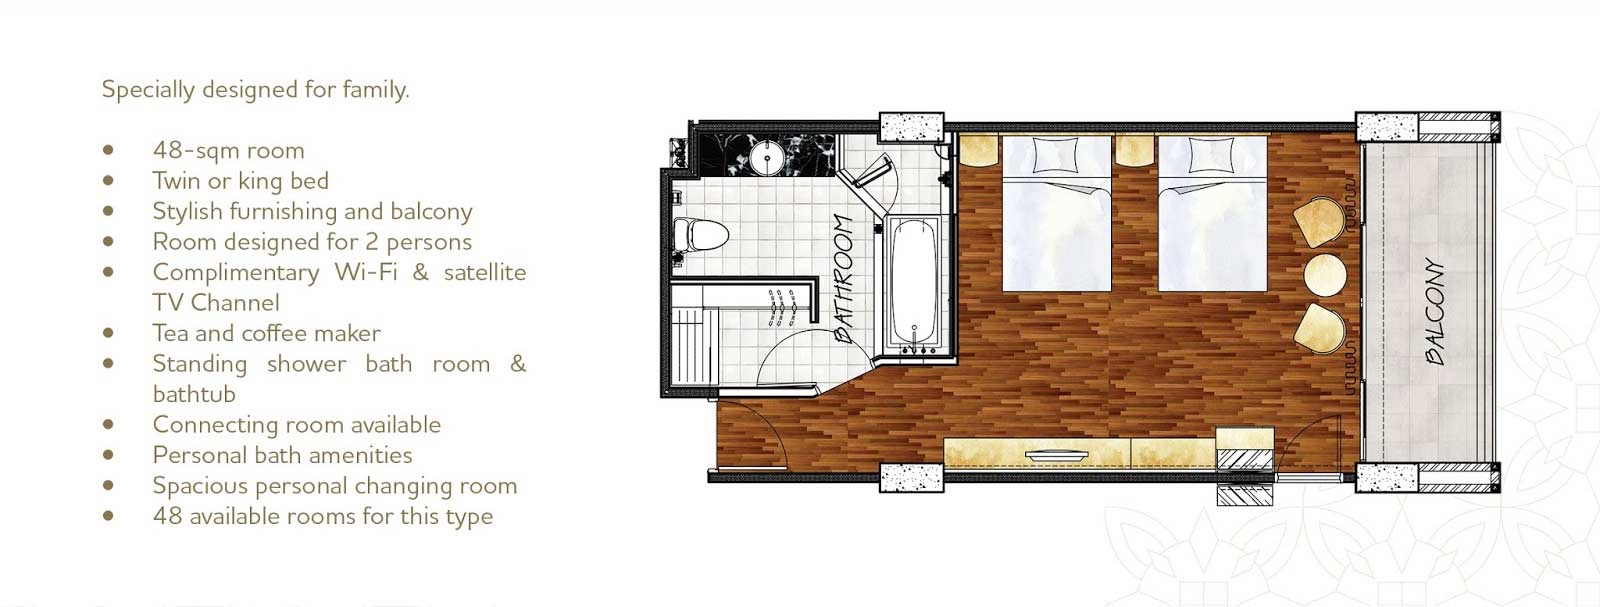 Specially designed for family.
• 48-sqm room
• Twin or king bed
• Stylish furnishing and balcony
• Room designed for 2 persons
• Complimentary Wi-Fi & satellite
TV Channel
• Tea and coffee maker
• Standing shower bath room &
bathtub
• Connecting room available
• Personal bath amenities
• Spacious personal changing room
• 48 available rooms for this type
BATHROOM
BALCONY